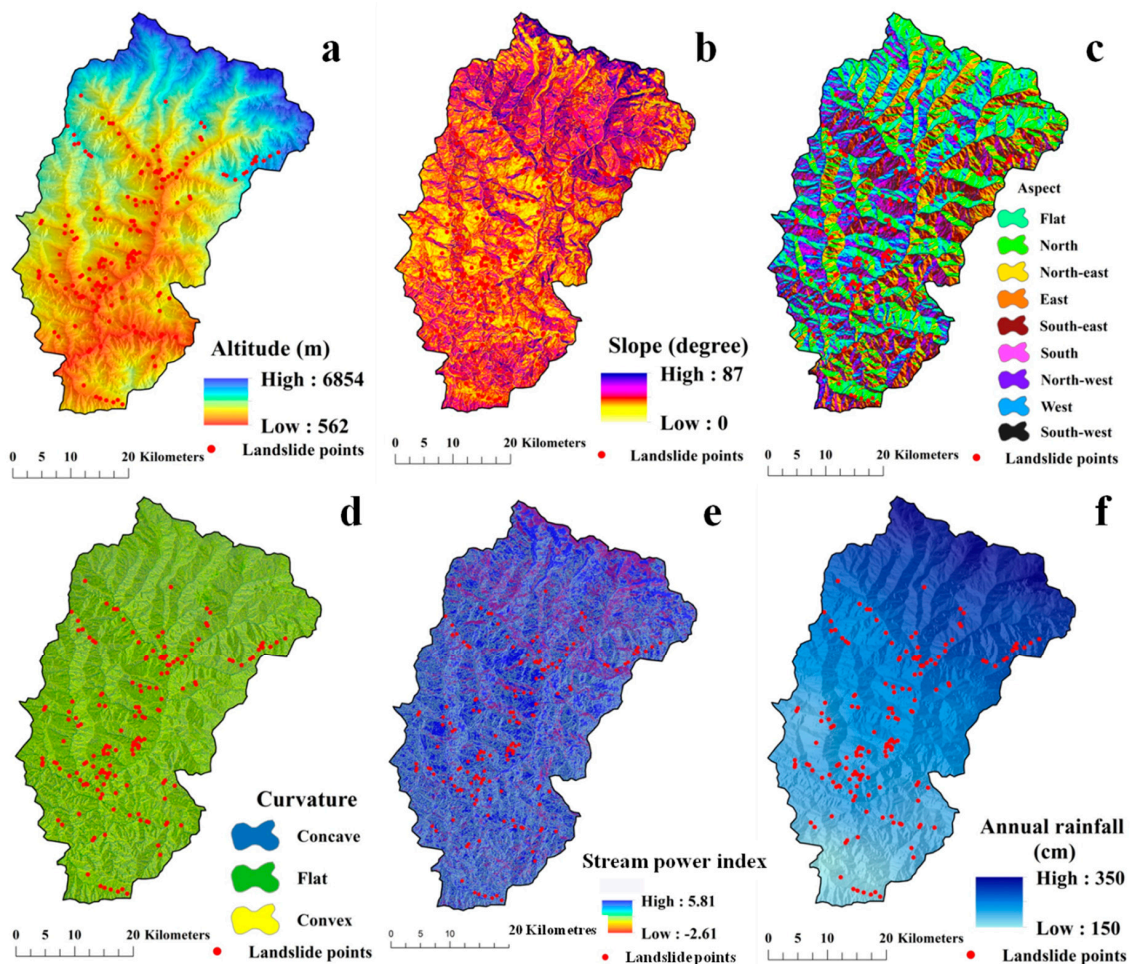 a
Altitude (m)
High : 6854
Low : 562
Landslide points
0 5 10 20 Kilometers
b
Slope (degree)
High : 87
Low : 0
0 5 10 20 Kilometers
Landslide points
c
Aspect
Flat
North
North-east
East
South-east
South
North-west
West
South-west
Landslide points
0 5 10 20 Kilometers
d
Curvature
Concave
Flat
Convex
0 5 10 20 Kilometers
Landslide points
e
Stream power index
High : 5.81
Low : -2.61
0 5 10 20 Kilometres
Landslide points
f
Annual rainfall
(cm)
High : 350
Low : 150
0 5 10 20 Kilometers
Landslide points